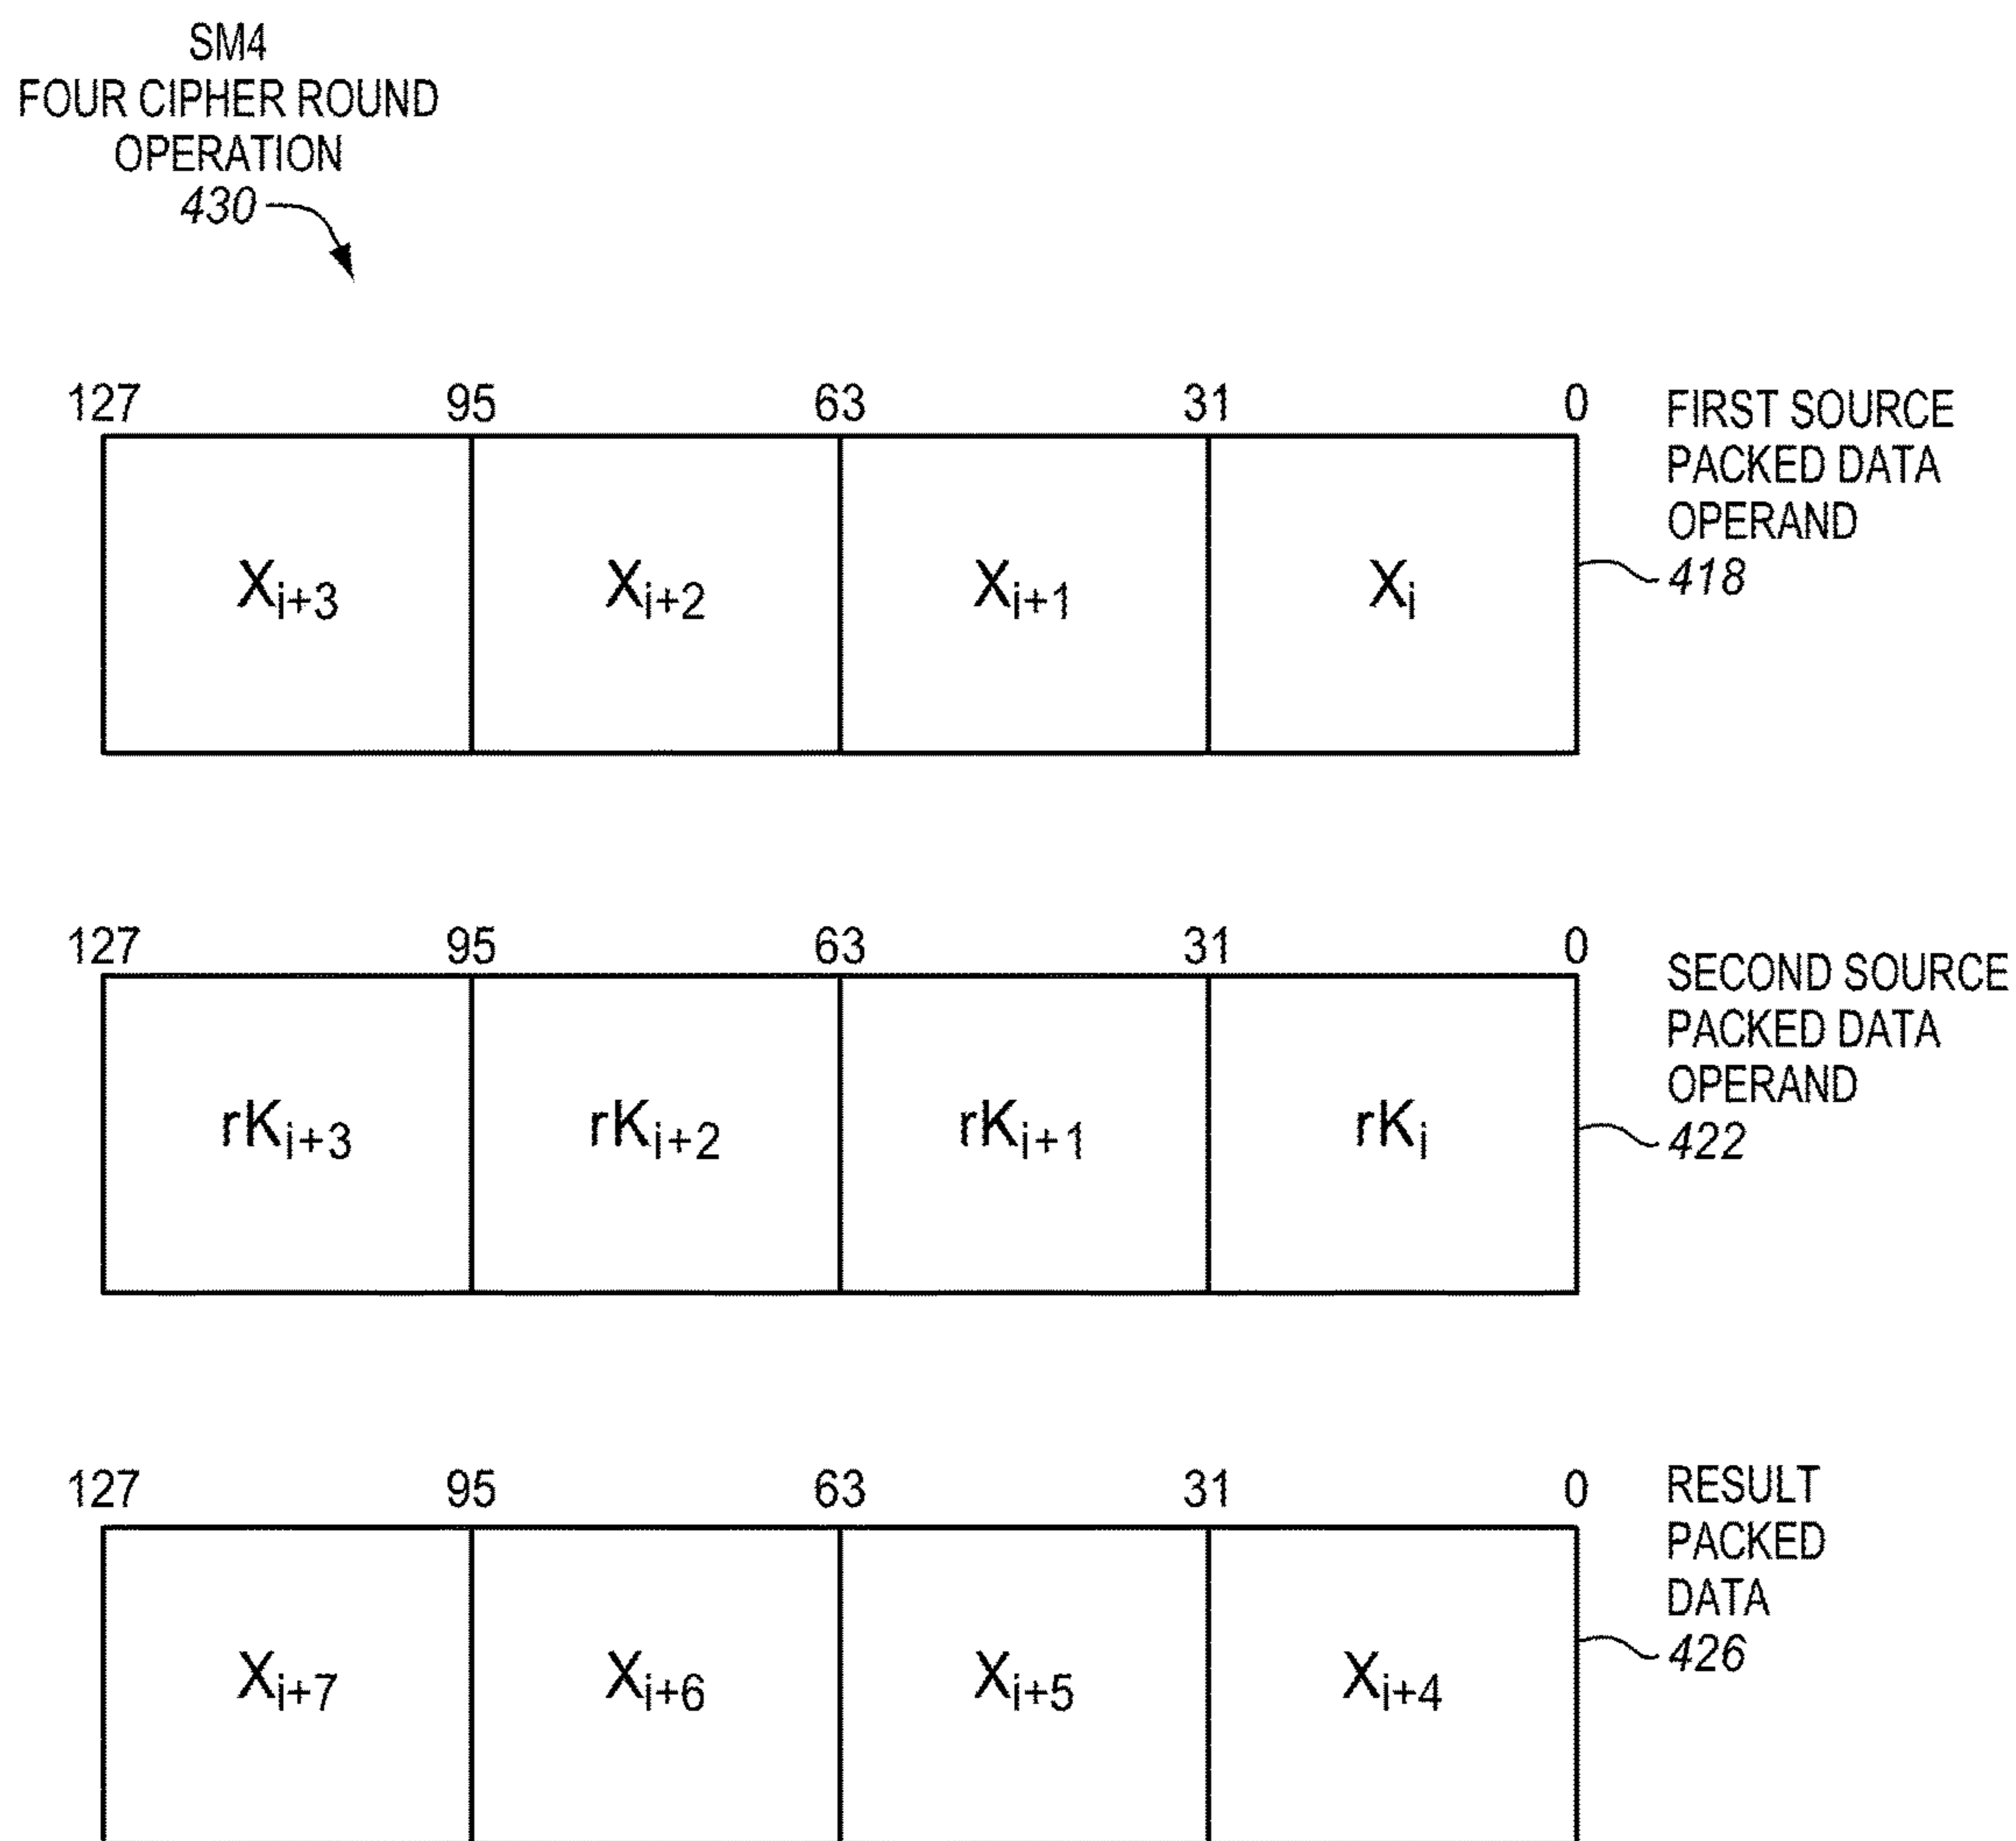 SM4
FOUR CIPHER ROUND
OPERATION
430
127 95 63 31 0
FIRST SOURCE
PACKED DATA
OPERAND
418
Xi+3 Xi+2 Xi+1 Xi
127 95 63 31 0
SECOND SOURCE
PACKED DATA
OPERAND
422
rKi+3 rKi+2 rKi+1 rKi
127 95 63 31 0
RESULT
PACKED
DATA
426
Xi+7 Xi+6 Xi+5 Xi+4